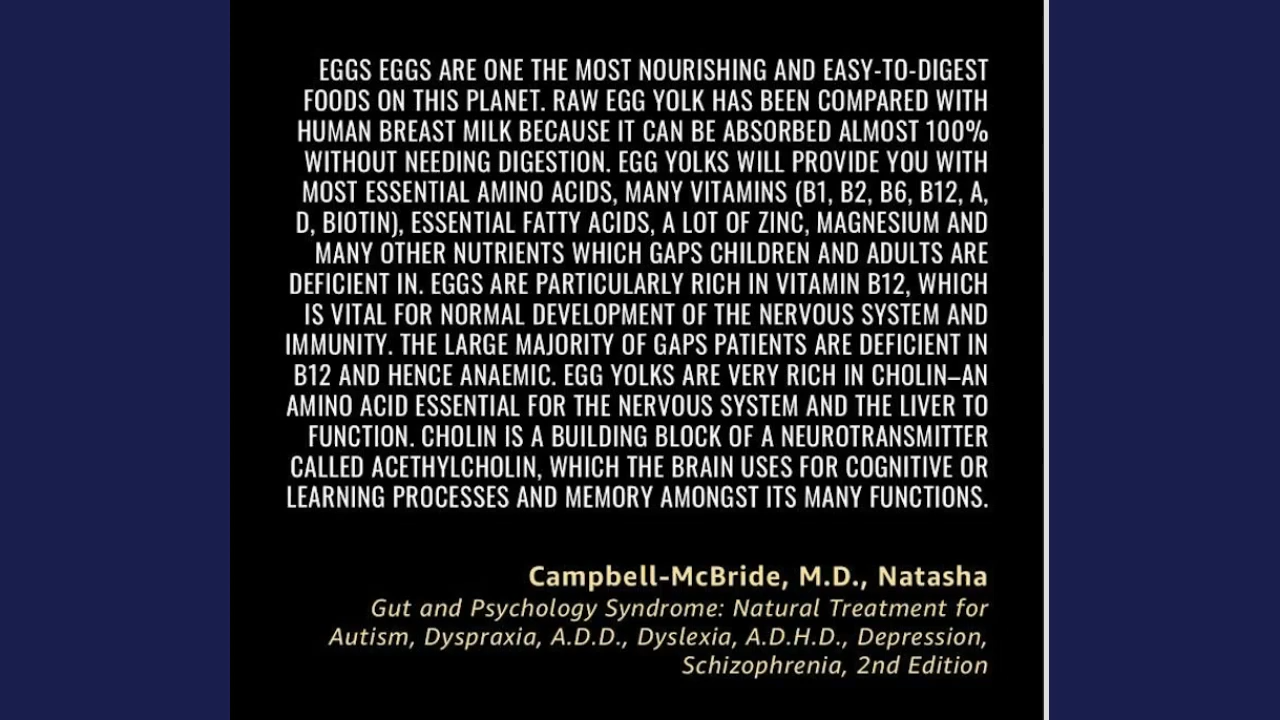 EGGS EGGS ARE ONE THE MOST NOURISHING AND EASY-TO-DIGEST
FOODS ON THIS PLANET. RAW EGG YOLK HAS BEEN COMPARED WITH
HUMAN BREAST MILK BECAUSE IT CAN BE ABSORBED ALMOST 100%
WITHOUT NEEDING DIGESTION. EGG YOLKS WILL PROVIDE YOU WITH
MOST ESSENTIAL AMINO ACIDS, MANY VITAMINS (B1, B2, B6, B12, A,
D, BIOTIN), ESSENTIAL FATTY ACIDS, A LOT OF ZINC, MAGNESIUM AND
MANY OTHER NUTRIENTS WHICH GAPS CHILDREN AND ADULTS ARE
DEFICIENT IN. EGGS ARE PARTICULARLY RICH IN VITAMIN B12, WHICH
IS VITAL FOR NORMAL DEVELOPMENT OF THE NERVOUS SYSTEM AND
IMMUNITY. THE LARGE MAJORITY OF GAPS PATIENTS ARE DEFICIENT IN
B12 AND HENCE ANAEMIC. EGG YOLKS ARE VERY RICH IN CHOLIN–AN
AMINO ACID ESSENTIAL FOR THE NERVOUS SYSTEM AND THE LIVER TO
FUNCTION. CHOLIN IS A BUILDING BLOCK OF A NEUROTRANSMITTER
CALLED ACETHYLCHOLIN, WHICH THE BRAIN USES FOR COGNITIVE OR
LEARNING PROCESSES AND MEMORY AMONGST ITS MANY FUNCTIONS.
Campbell-McBride, M.D., Natasha
Gut and Psychology Syndrome: Natural Treatment for
Autism, Dyspraxia, A.D.D., Dyslexia, A.D.H.D., Depression,
Schizophrenia, 2nd Edition